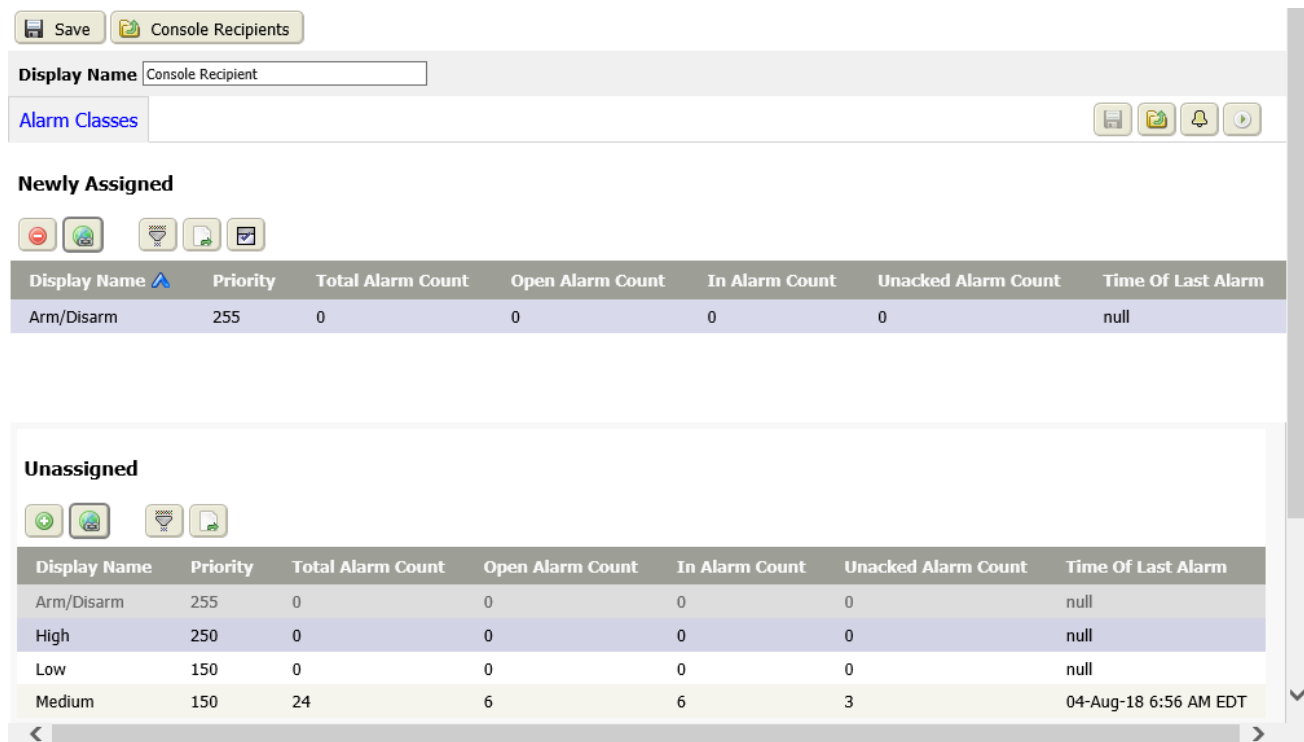 Save Console Recipients
Display Name Console Recipient
Alarm Classes
Newly Assigned
Display Name Priority Total Alarm Count Open Alarm Count In Alarm Count Unacked Alarm Count Time Of Last Alarm
Arm/Disarm 255 0 0 0 0 null
Unassigned
Display Name Priority Total Alarm Count Open Alarm Count In Alarm Count Unacked Alarm Count Time Of Last Alarm
Arm/Disarm 255 0 0 0 0 null
High 250 0 0 0 0 null
Low 150 0 0 0 0 null
Medium 150 24 6 6 3 04-Aug-18 6:56 AM EDT